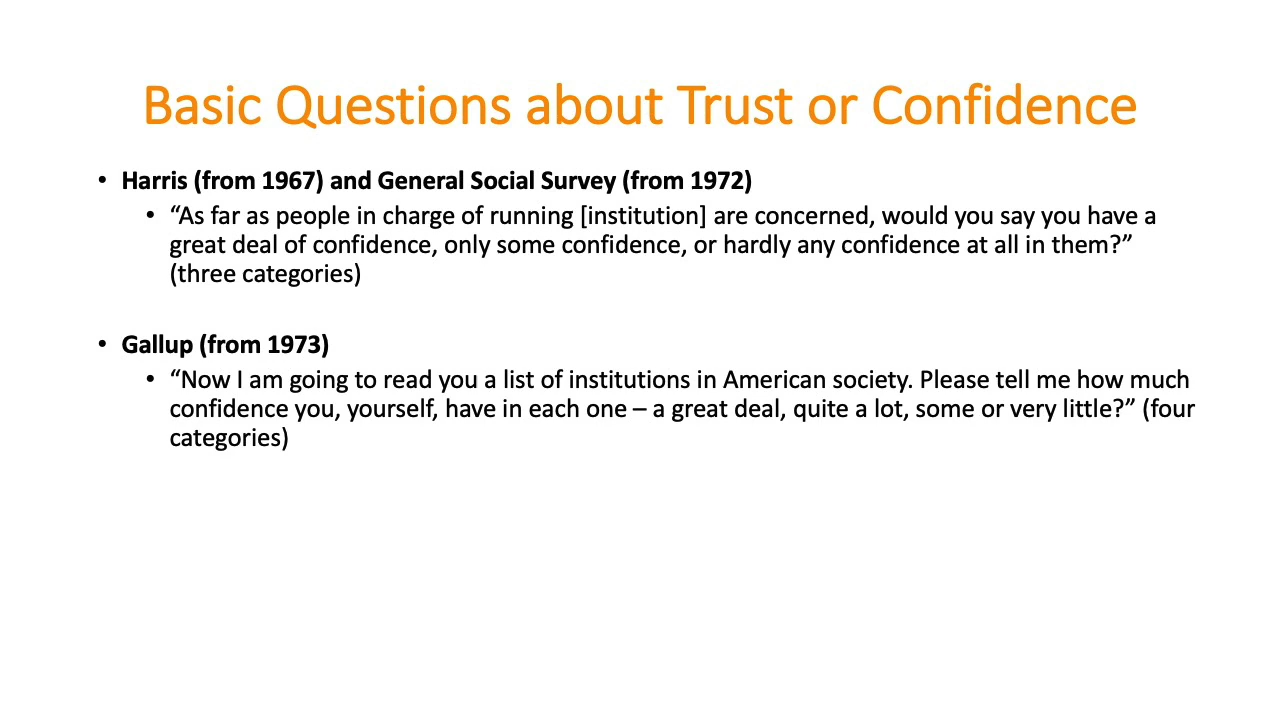 Basic Questions about Trust or Confidence
• Harris (from 1967) and General Social Survey (from 1972)
• “As far as people in charge of running [institution] are concerned, would you say you have a
great deal of confidence, only some confidence, or hardly any confidence at all in them?”
(three categories)
• Gallup (from 1973)
• “Now I am going to read you a list of institutions in American society. Please tell me how much
confidence you, yourself, have in each one – a great deal, quite a lot, some or very little?” (four
categories)